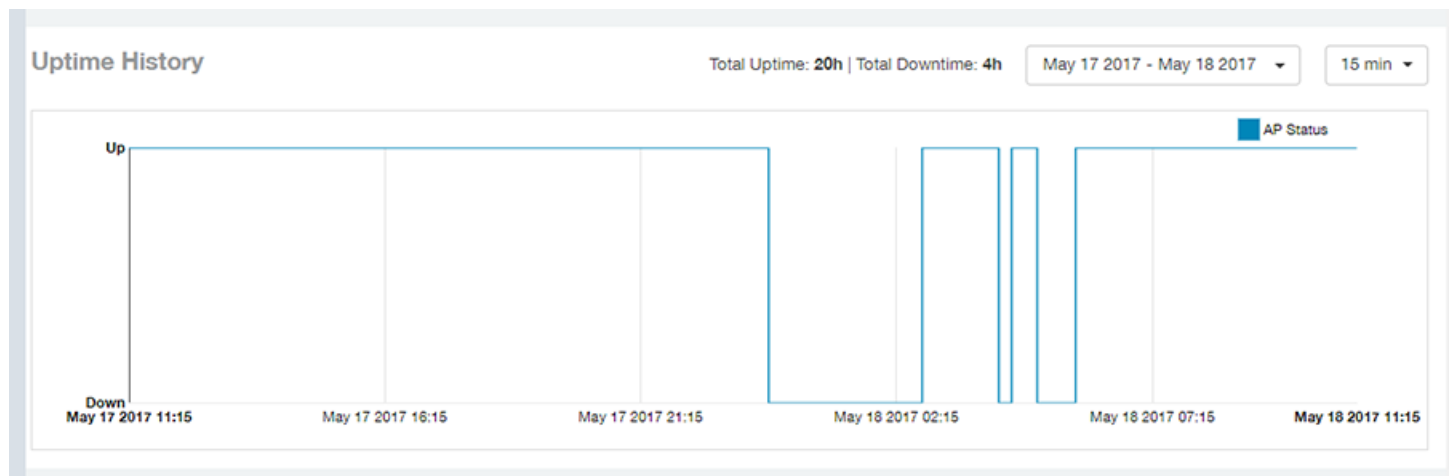 Uptime History
Total Uptime: 20h | Total Downtime: 4h
May 17 2017 - May 18 2017
15 min
AP Status
Up
Down
May 17 2017 11:15
May 17 2017 16:15
May 17 2017 21:15
May 18 2017 02:15
May 18 2017 07:15
May 18 2017 11:15